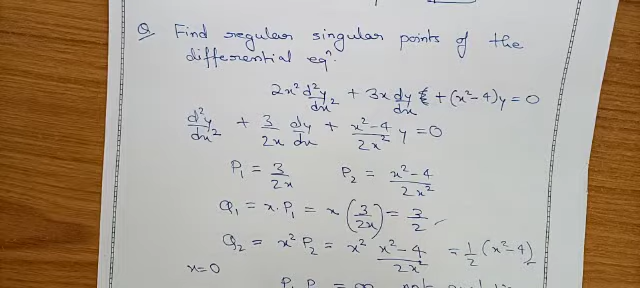 Q Find regular singular points of the
differential eqⁿ.
2x² d²y/dx² + 3x dy/dx + (x²-4)y = 0
d²y/dx² + 3/2x dy/dx + x²-4/2x² y = 0
P₁ = 3/2x P₂ = x²-4/2x²
Q₁ = x·P₁ = x(3/2x) = 3/2
Q₂ = x² P₂ = x² x²-4/2x² = 1/2 (x²-4)
x=0